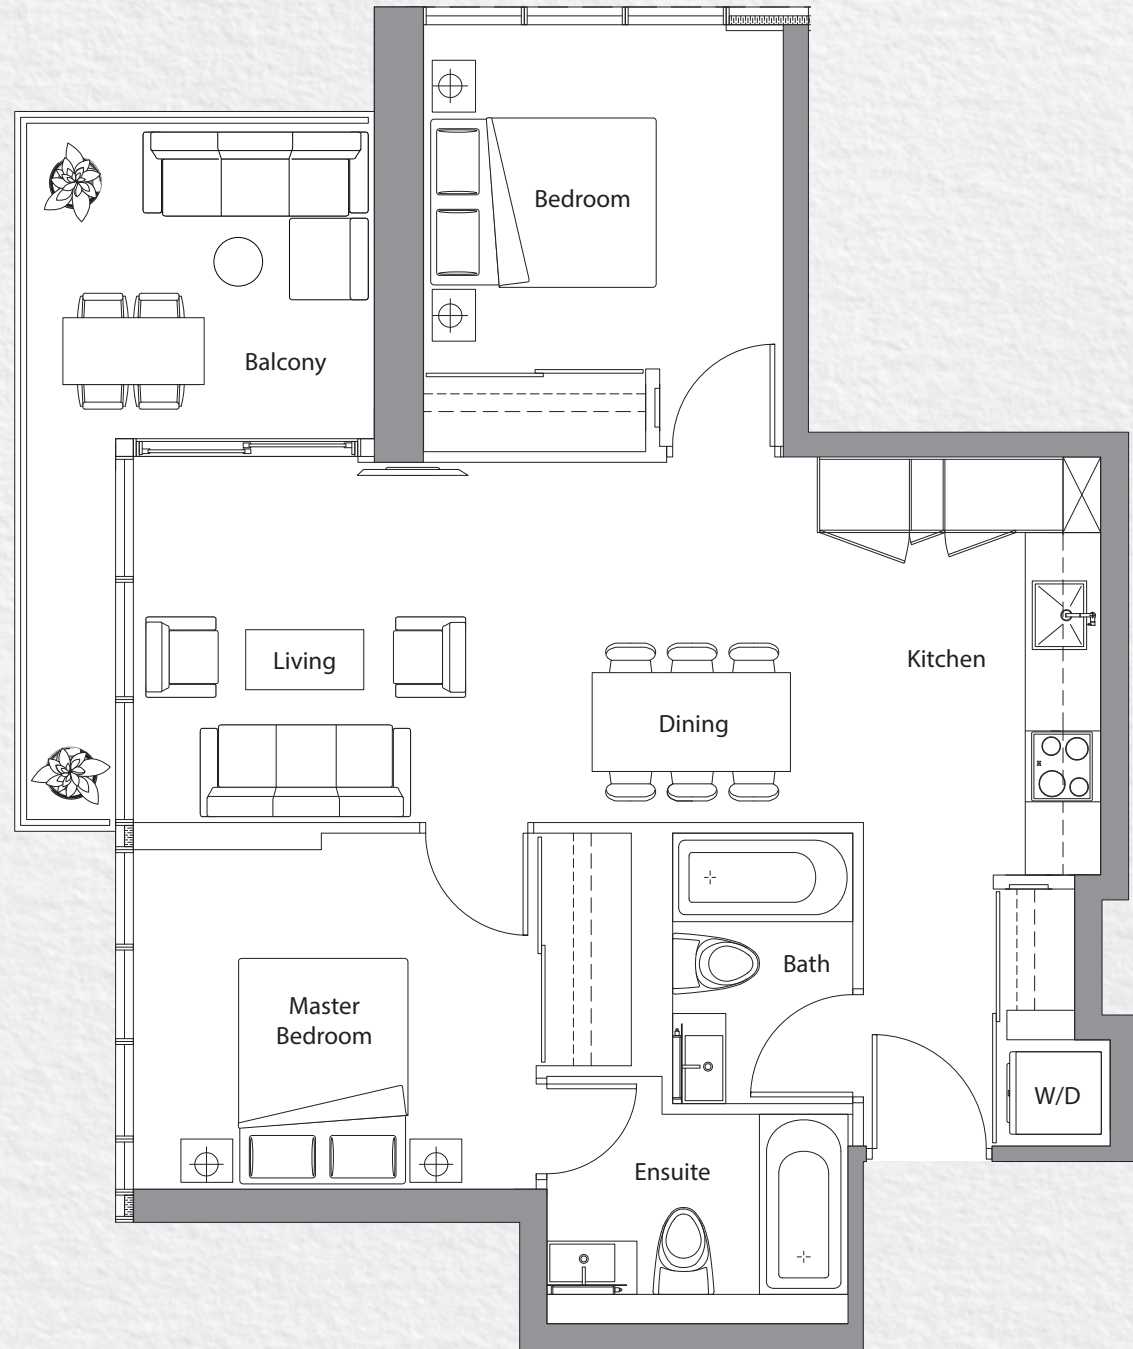 Bedroom
Balcony
Living
Kitchen
Dining
Bath
Master
Bedroom
W/D
Ensuite